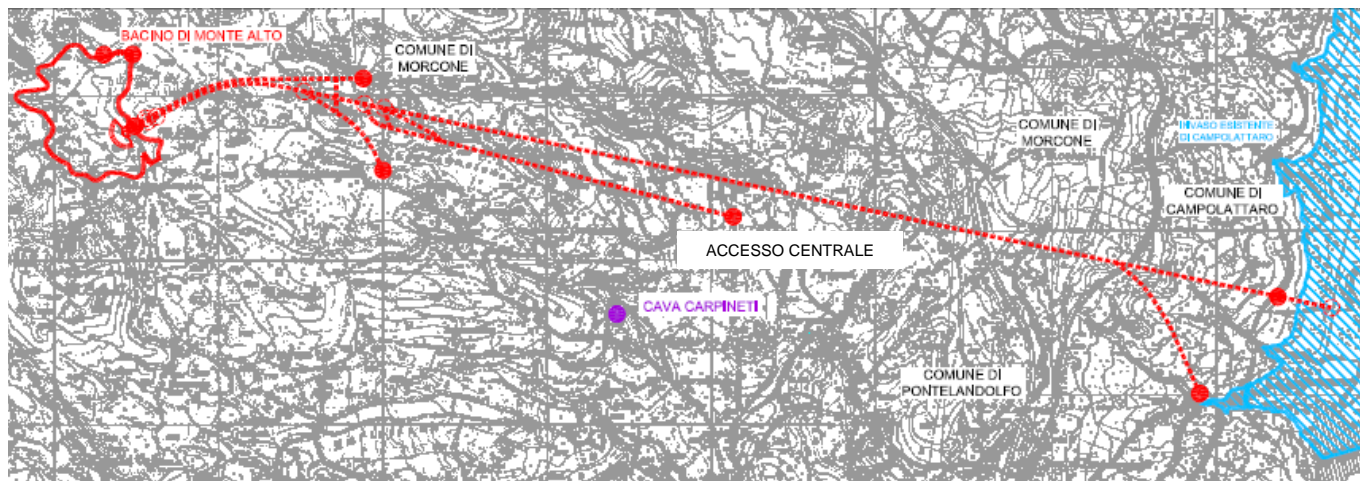 BACINO DI MONTE ALTO
COMUNE DI
MORCONE
COMUNE DI
MORCONE
INVASO ESISTENTE
DI CAMPOLATTARO
COMUNE DI
CAMPOLATTARO
ACCESSO CENTRALE
CAVA CARPINETI
COMUNE DI
PONTELANDOLFO